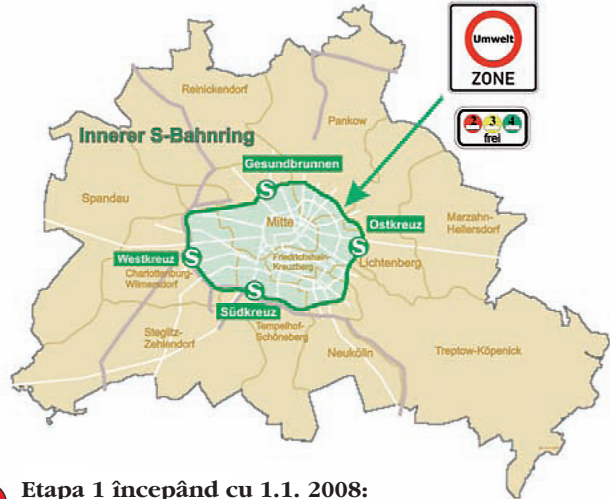 Umwelt
ZONE
2 3 4
frei
Reinickendorf
Pankow
Innerer S-Bahnring
Gesundbrunnen
S
Spandau
Mitte
Ostkreuz
S
Marzahn-
Hellersdorf
Westkreuz
S
Friedrichshain-
Kreuzberg
Lichtenberg
Charlottenburg-
Wilmersdorf
S
Südkreuz
Steglitz-
Zehlendorf
Tempelhof-
Schöneberg
Neukölln
Treptow-Köpenick
Etapa 1 începând cu 1.1. 2008: